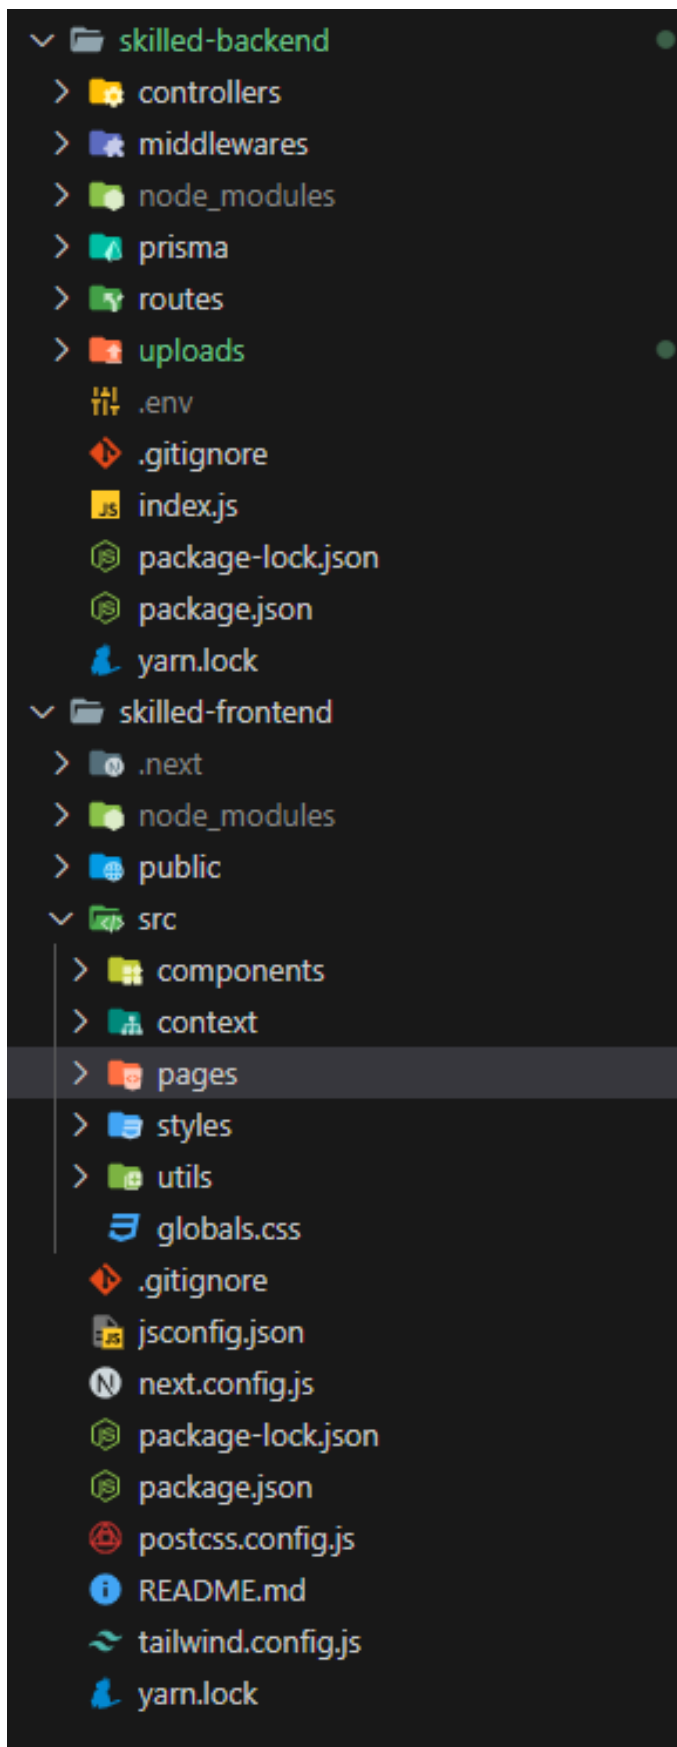 skilled-backend
controllers
middlewares
node_modules
prisma
routes
uploads
.env
.gitignore
index.js
package-lock.json
package.json
yarn.lock
skilled-frontend
.next
node_modules
public
src
components
context
pages
styles
utils
globals.css
.gitignore
jsconfig.json
next.config.js
package-lock.json
package.json
postcss.config.js
README.md
tailwind.config.js
yarn.lock